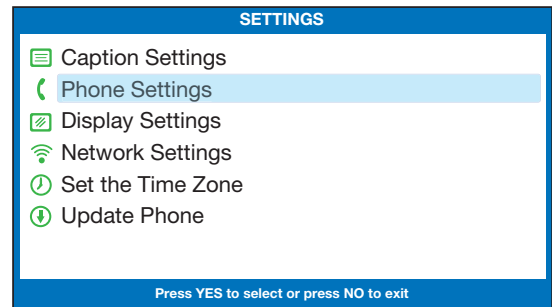 SETTINGS
Caption Settings
Phone Settings
Display Settings
Network Settings
Set the Time Zone
Update Phone
Press YES to select or press NO to exit